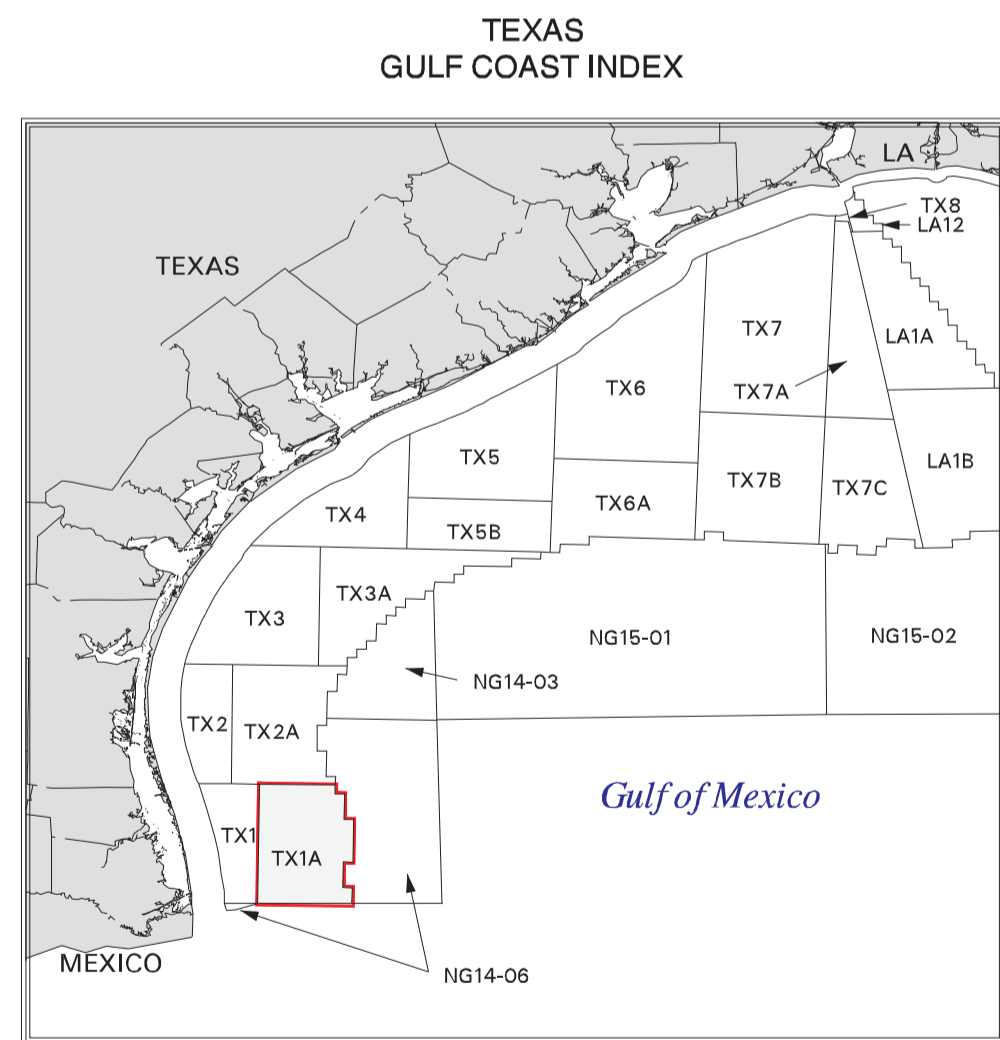 TEXAS
GULF COAST INDEX
LA
TX8
LA12
TEXAS
TX7
LA1A
TX6
TX7A
TX5
LA1B
TX7B
TX7C
TX6A
TX4
TX5B
TX3A
TX3
NG15-01
NG15-02
NG14-03
TX2
TX2A
Gulf of Mexico
TX1
TX1A
MEXICO
NG14-06